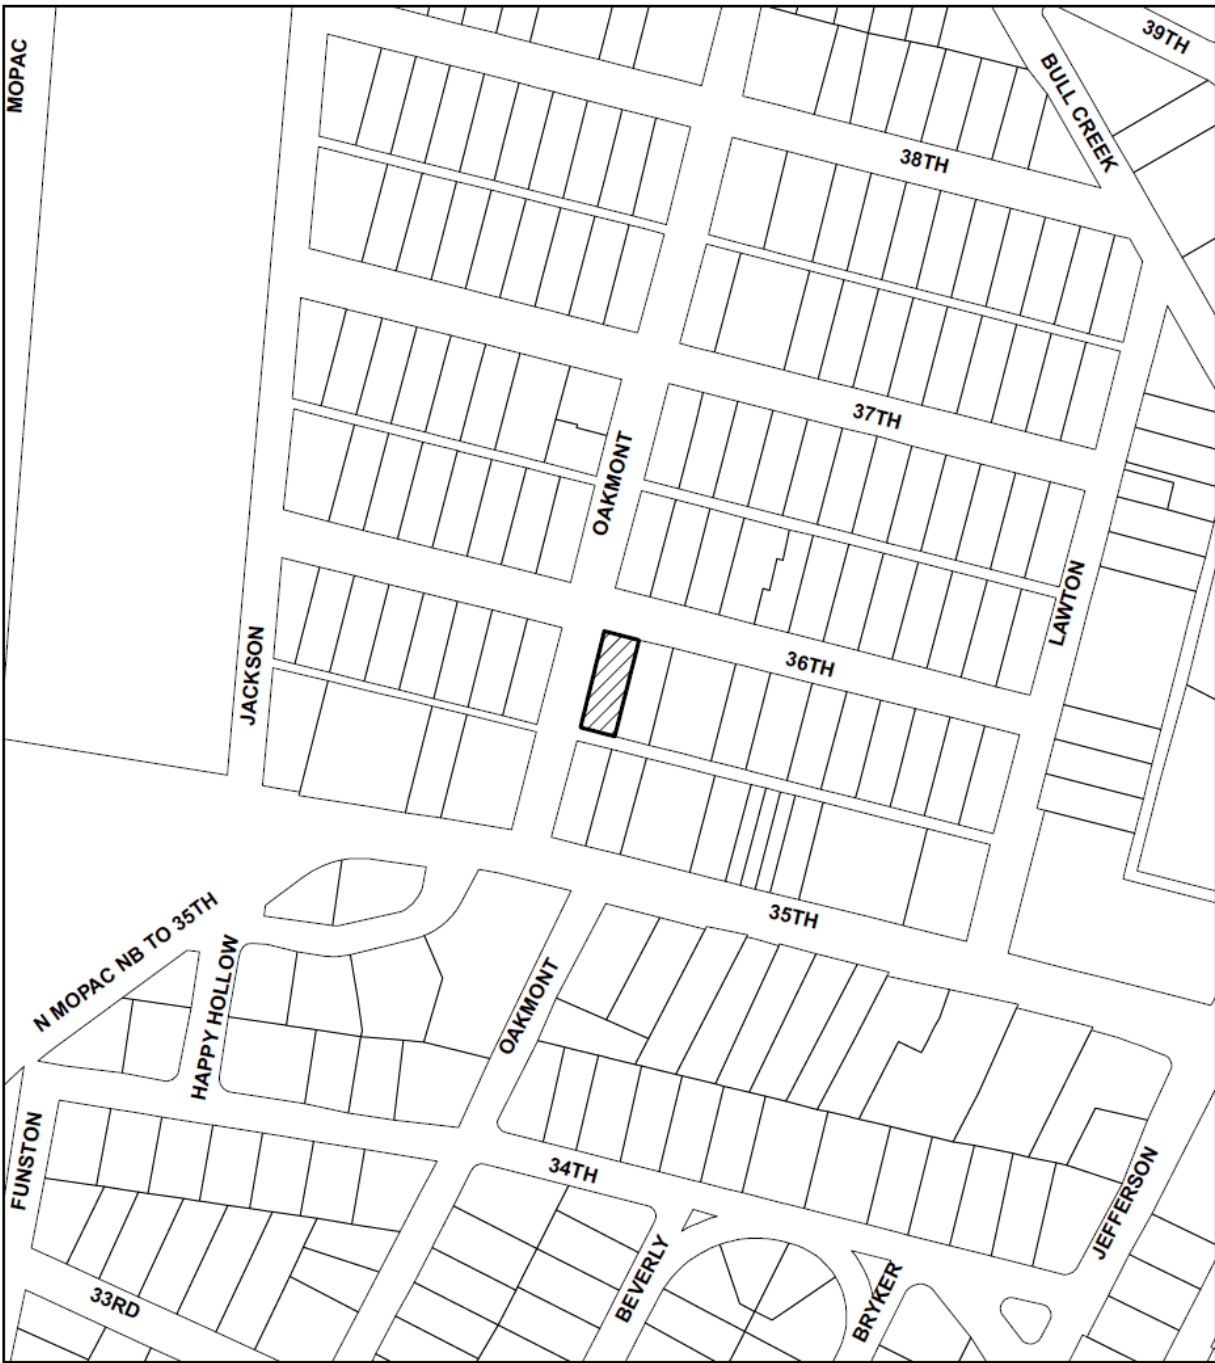 MOPAC
39TH
BULL CREEK
38TH
37TH
OAKMONT
LAWTON
36TH
JACKSON
35TH
N MOPAC NB TO 35TH
HAPPY HOLLOW
OAKMONT
FUNSTON
34TH
JEFFERSON
BEVERLY
BRYKER
33RD